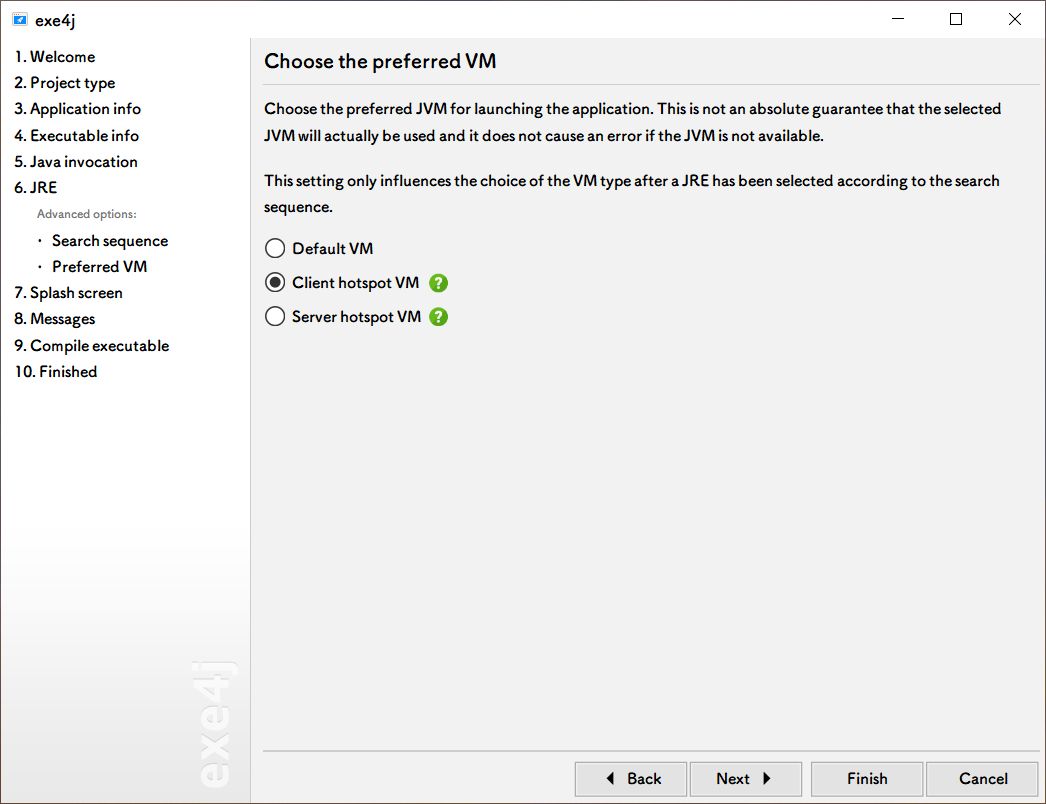 exe4j
1. Welcome
2. Project type
3. Application info
4. Executable info
5. Java invocation
6. JRE
Advanced options:
· Search sequence
· Preferred VM
7. Splash screen
8. Messages
9. Compile executable
10. Finished
exe4j
Choose the preferred VM
Choose the preferred JVM for launching the application. This is not an absolute guarantee that the selected
JVM will actually be used and it does not cause an error if the JVM is not available.
This setting only influences the choice of the VM type after a JRE has been selected according to the search
sequence.
Default VM
Client hotspot VM ?
Server hotspot VM ?
Back Next Finish Cancel